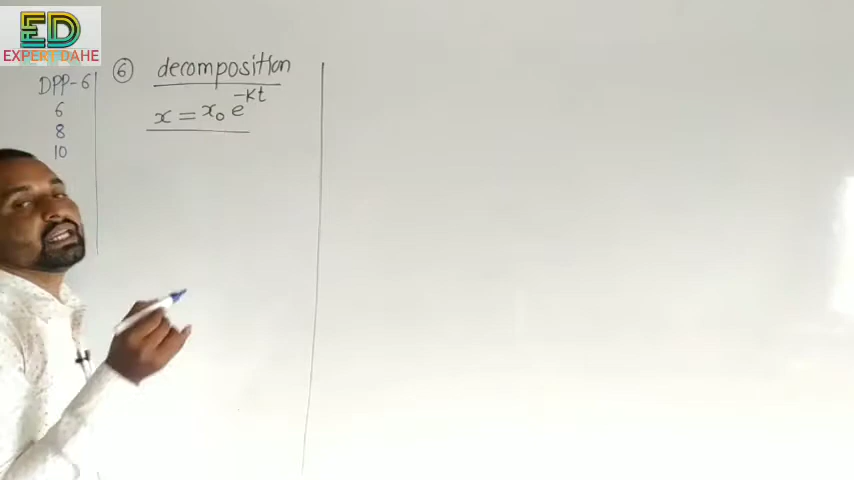 ED
EXPERT DAHE
DPP-6
6
8
10
⑥ decomposition
x = x₀ e^-Kt